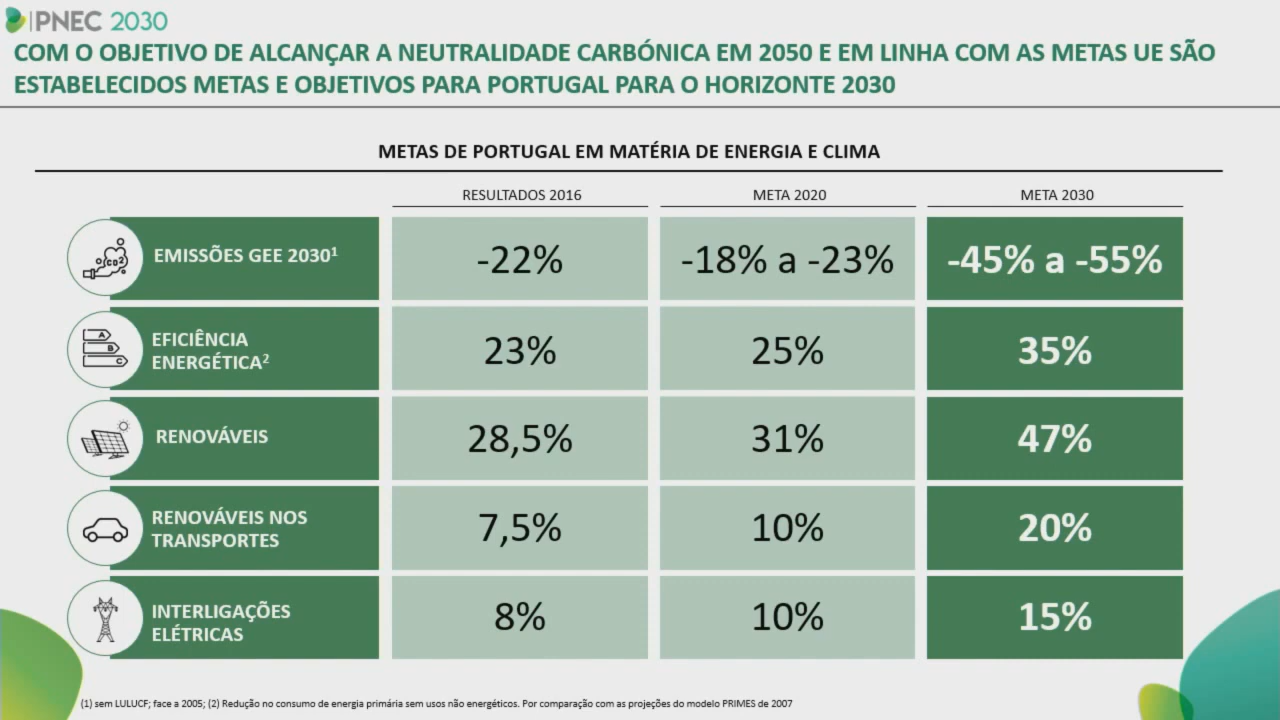 PNEC 2030
COM O OBJETIVO DE ALCANÇAR A NEUTRALIDADE CARBÓNICA EM 2050 E EM LINHA COM AS METAS UE SÃO
ESTABELECIDOS METAS E OBJETIVOS PARA PORTUGAL PARA O HORIZONTE 2030
METAS DE PORTUGAL EM MATÉRIA DE ENERGIA E CLIMA
RESULTADOS 2016 META 2020 META 2030
CO2 EMISSÕES GEE 2030¹ -22% -18% a -23% -45% a -55%
A
B
C
EFICIÊNCIA
ENERGÉTICA² 23% 25% 35%
RENOVÁVEIS 28,5% 31% 47%
RENOVÁVEIS NOS
TRANSPORTES 7,5% 10% 20%
INTERLIGAÇÕES
ELÉTRICAS 8% 10% 15%
(1) sem LULUCF; face a 2005; (2) Redução no consumo de energia primária sem usos não energéticos. Por comparação com as projeções do modelo PRIMES de 2007